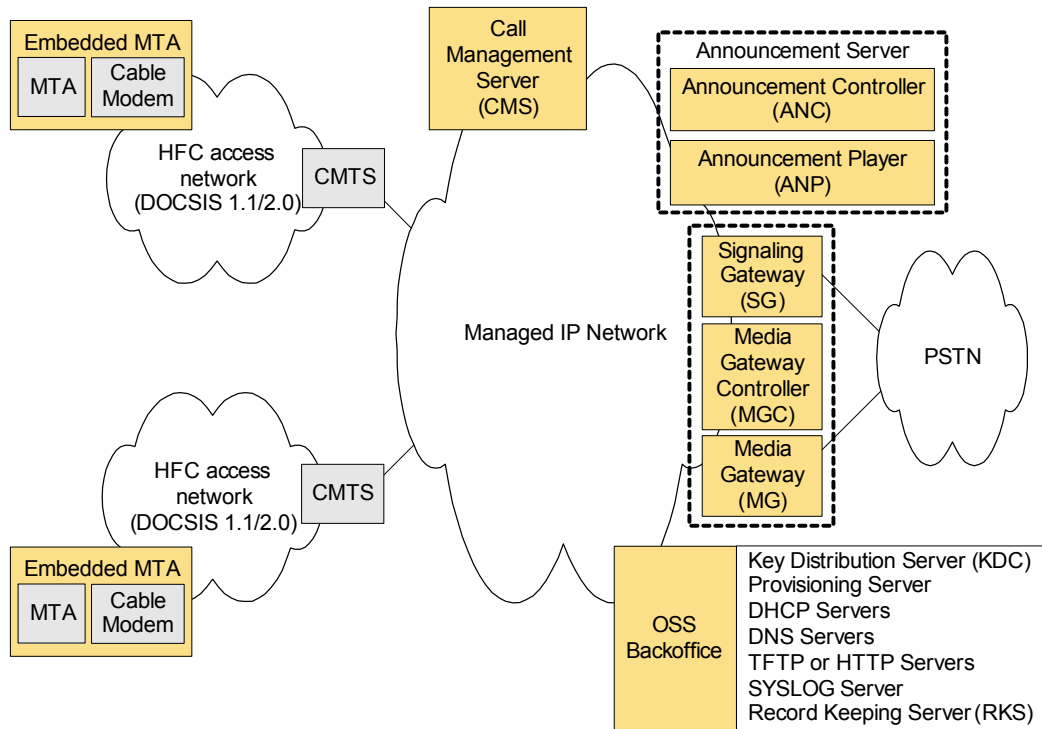 Embedded MTA
MTA
Cable
Modem
HFC access
network
(DOCSIS 1.1/2.0)
CMTS
Call
Management
Server
(CMS)
Announcement Server
Announcement Controller
(ANC)
Announcement Player
(ANP)
Signaling
Gateway
(SG)
Media
Gateway
Controller
(MGC)
Media
Gateway
(MG)
Managed IP Network
PSTN
HFC access
network
(DOCSIS 1.1/2.0)
CMTS
Embedded MTA
MTA
Cable
Modem
OSS
Backoffice
Key Distribution Server (KDC)
Provisioning Server
DHCP Servers
DNS Servers
TFTP or HTTP Servers
SYSLOG Server
Record Keeping Server (RKS)